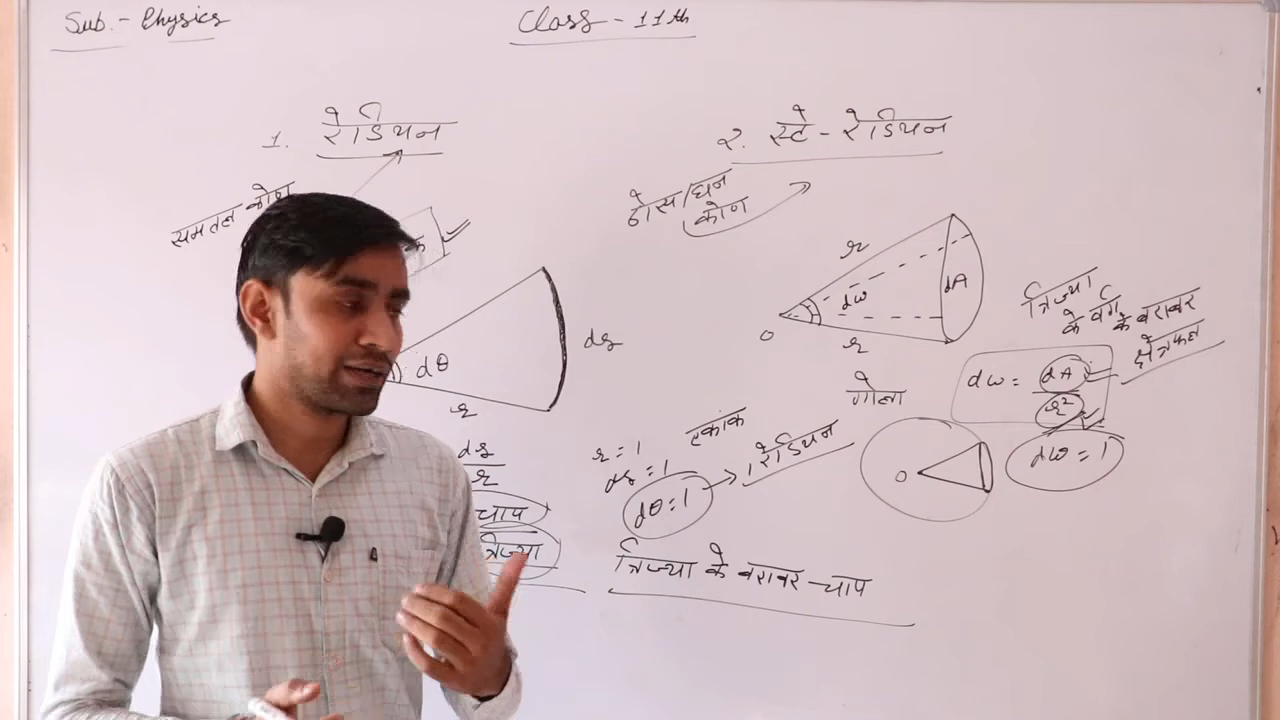 Sub.- Physics
Class - 11th
1. रेडियन
समतल कोण
dθ
ds
r
ds
r
चाप
त्रिज्या
r = 1
ds = 1
dθ = 1
एकांक
1 रेडियन
त्रिज्या के बराबर चाप
2. स्टे - रेडियन
ठोस/घन
कोण
r
dω
dA
O
r
त्रिज्या
के वर्ग के बराबर
क्षेत्रफल
dω = dA
r²
dω = 1
गोला
O